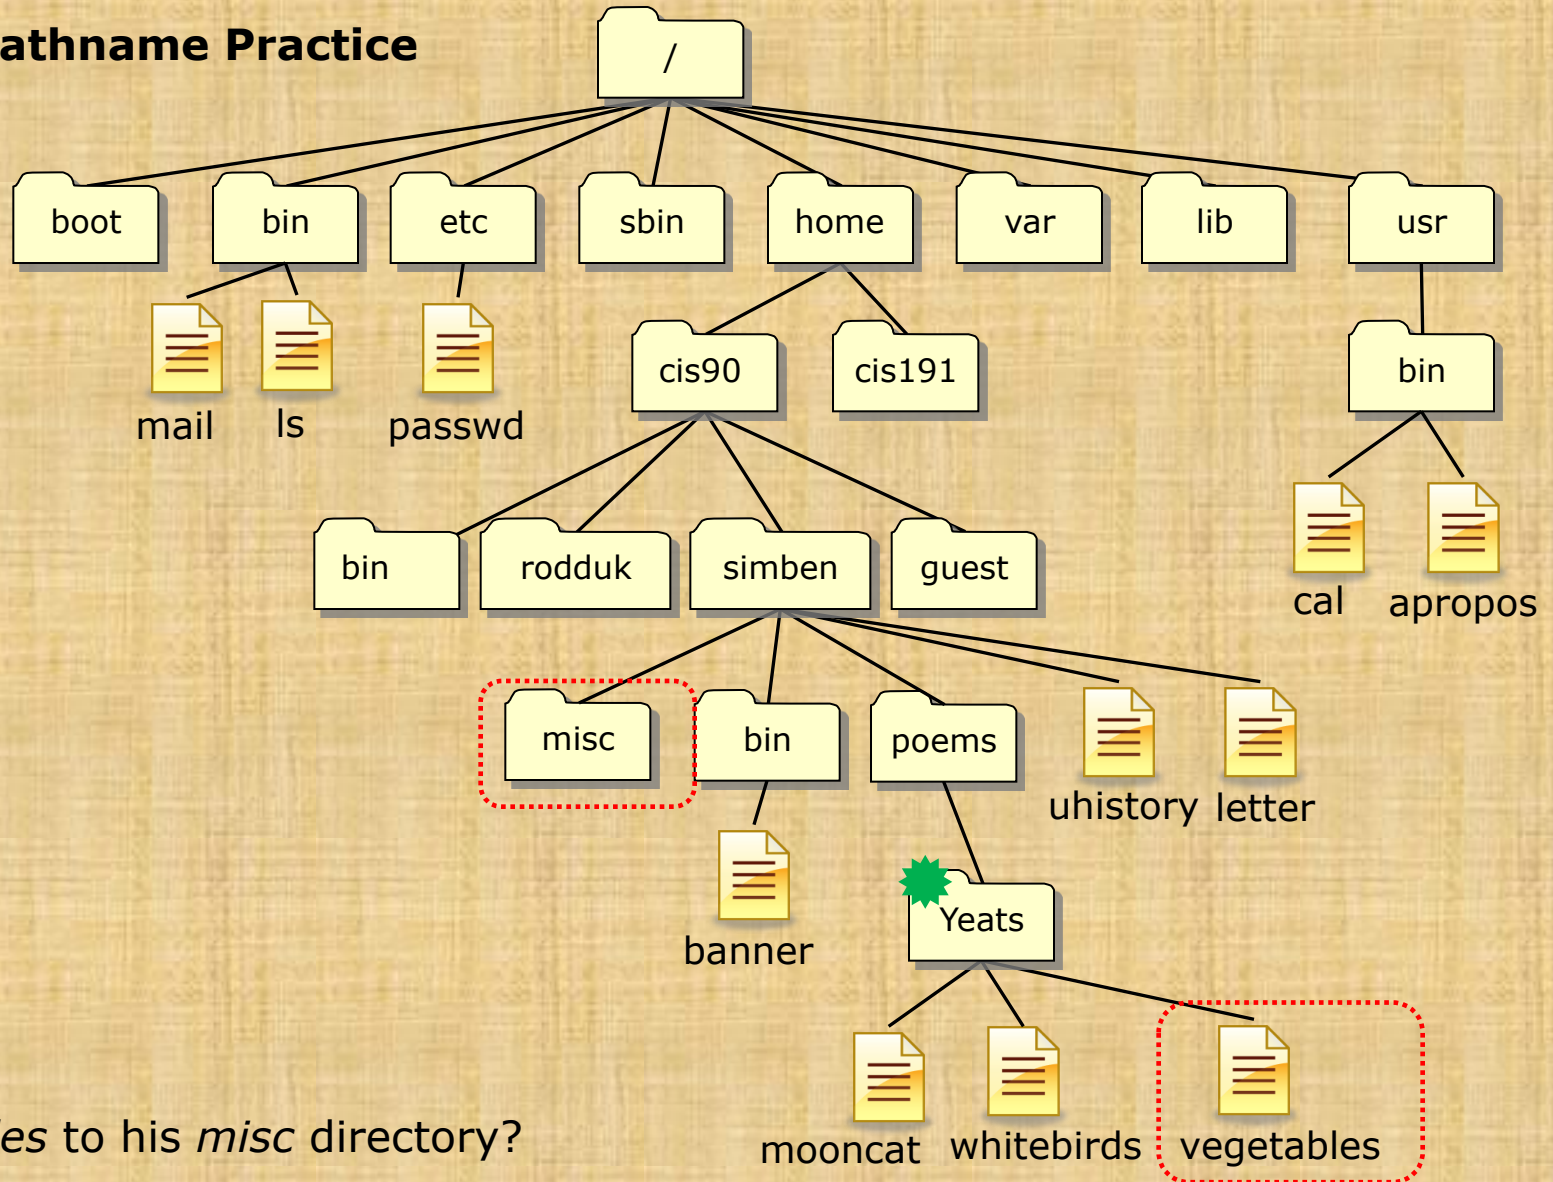 athname Practice
/
boot bin etc sbin home var lib usr
mail ls passwd cis90 cis191 bin
bin rodduk simben guest cal apropos
misc bin poems uhistory letter
banner Yeats
es to his misc directory?
mooncat whitebirds vegetables